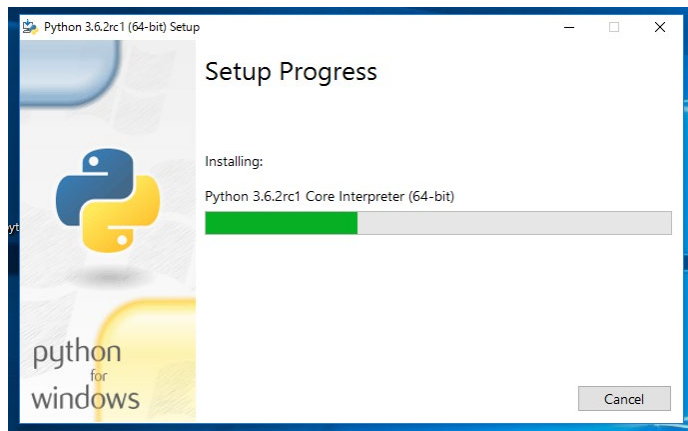 Python 3.6.2rc1 (64-bit) Setup
Setup Progress
Installing:
Python 3.6.2rc1 Core Interpreter (64-bit)
python
for
windows
Cancel